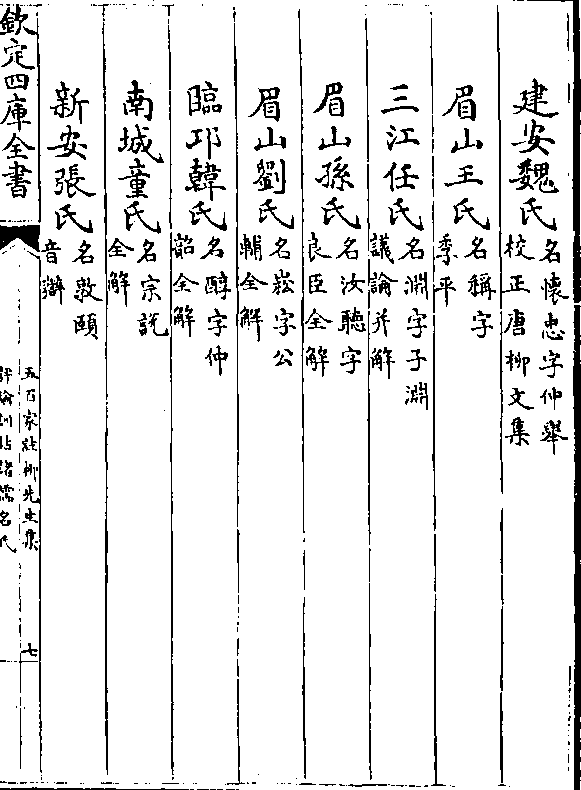 建安魏氏名懷忠字仲舉
校正唐柳文集
眉山王氏名稱字
季平
三江任氏名淵字子淵
議論并解
眉山孫氏名汝聽字
良臣全解
眉山劉氏名崧字公
輔全解
臨邛韓氏名醇字仲
韶全解
南城童氏名宗説
全解
新安張氏名敦頤
音辯
欽定四庫全書
五百家註柳先生集
評論訓詁諸儒名氏
七